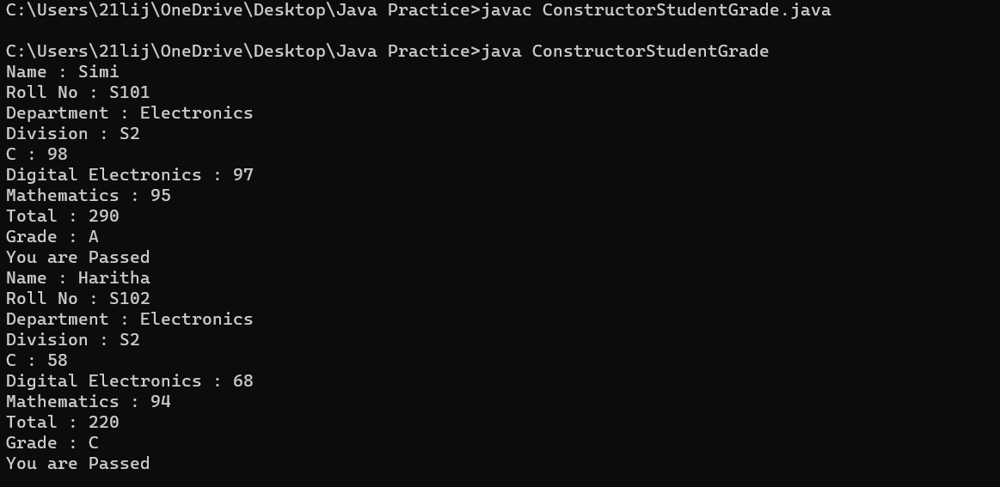 C:\Users\21lij\OneDrive\Desktop\Java Practice>javac ConstructorStudentGrade.java
C:\Users\21lij\OneDrive\Desktop\Java Practice>java ConstructorStudentGrade
Name : Simi
Roll No : S101
Department : Electronics
Division : S2
C : 98
Digital Electronics : 97
Mathematics : 95
Total : 290
Grade : A
You are Passed
Name : Haritha
Roll No : S102
Department : Electronics
Division : S2
C : 58
Digital Electronics : 68
Mathematics : 94
Total : 220
Grade : C
You are Passed